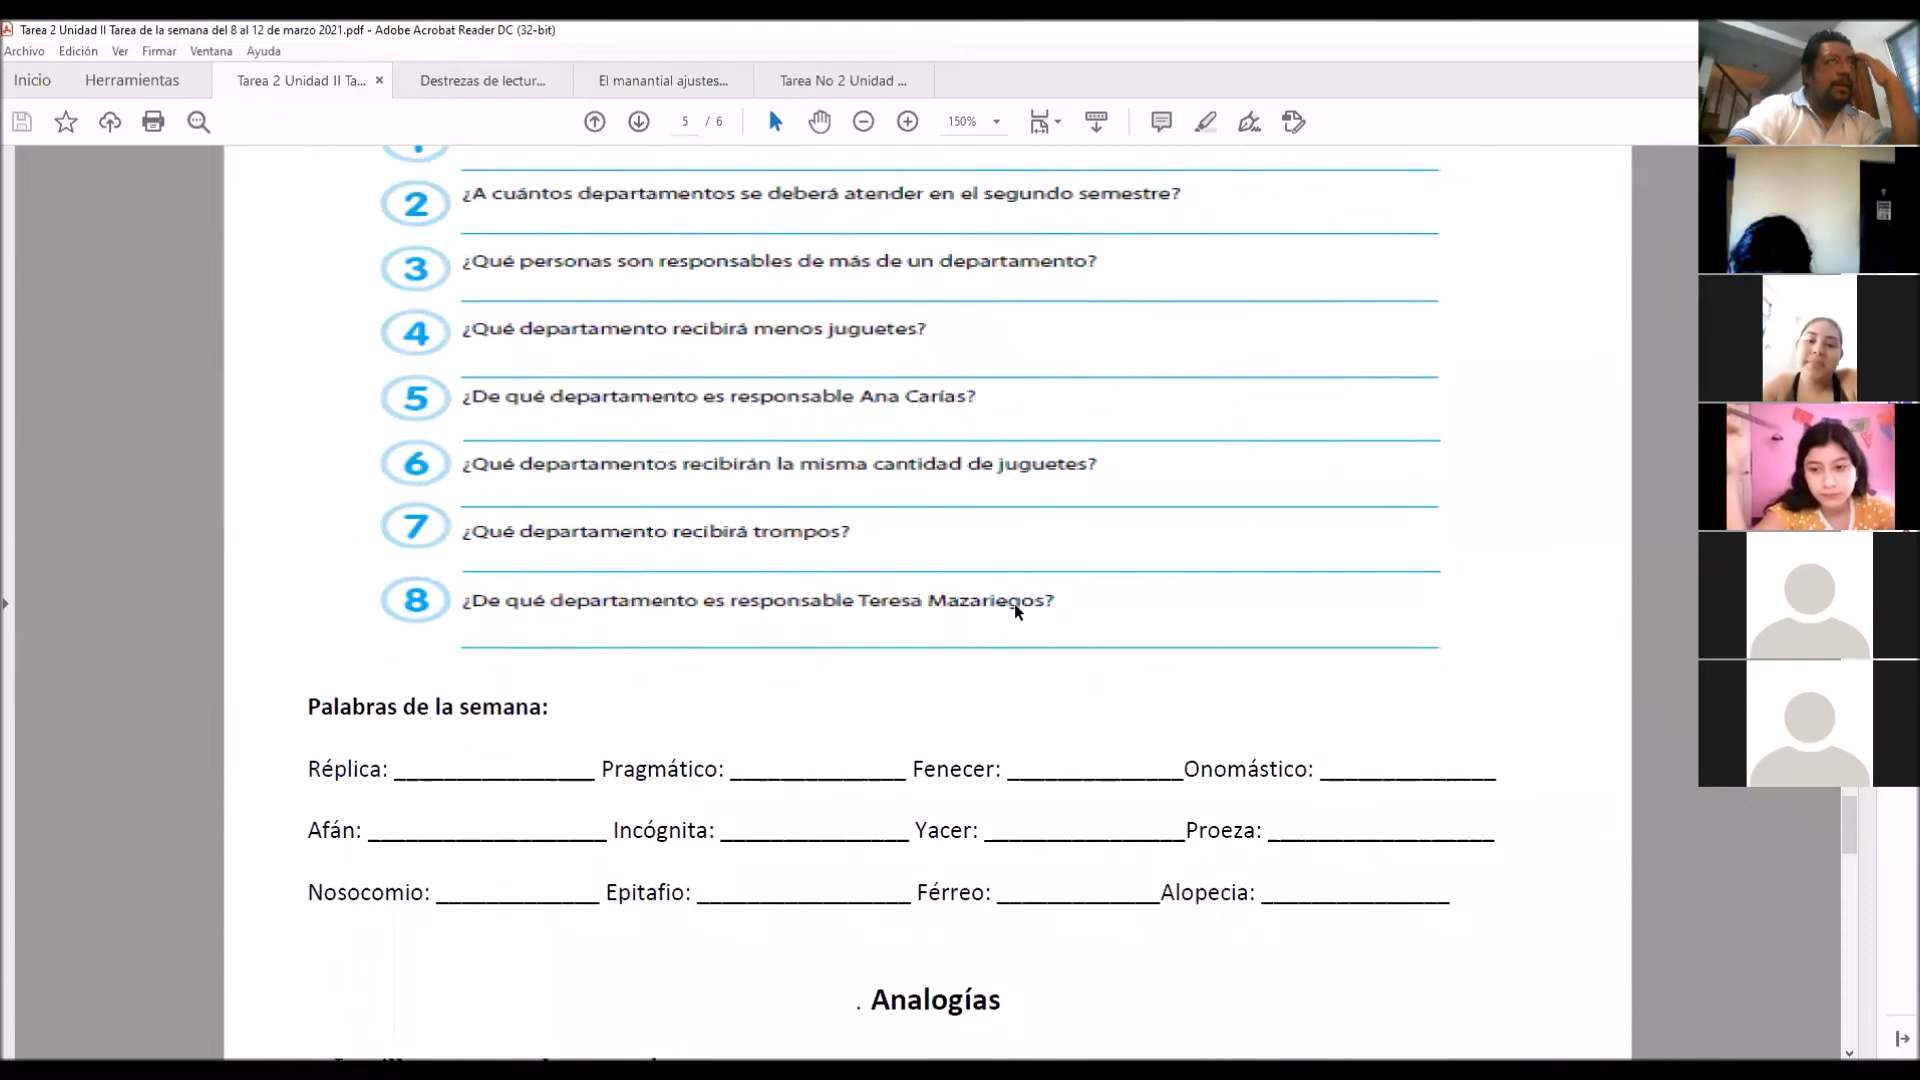 Tarea 2 Unidad II Tarea de la semana del 8 al 12 de marzo 2021.pdf - Adobe Acrobat Reader DC (32-bit)
Archivo Edición Ver Firmar Ventana Ayuda
Inicio Herramientas Tarea 2 Unidad II Ta... × Destrezas de lectur... El manantial ajustes... Tarea No 2 Unidad ...
5 / 6 150%
2 ¿A cuántos departamentos se deberá atender en el segundo semestre?
3 ¿Qué personas son responsables de más de un departamento?
4 ¿Qué departamento recibirá menos juguetes?
5 ¿De qué departamento es responsable Ana Carías?
6 ¿Qué departamentos recibirán la misma cantidad de juguetes?
7 ¿Qué departamento recibirá trompos?
8 ¿De qué departamento es responsable Teresa Mazariegos?
Palabras de la semana:
Réplica: ________________ Pragmático: ______________ Fenecer: ______________Onomástico: ______________
Afán: ___________________ Incógnita: _______________ Yacer: ________________Proeza: __________________
Nosocomio: _____________ Epitafio: _________________ Férreo: _____________Alopecia: _______________
. Analogías